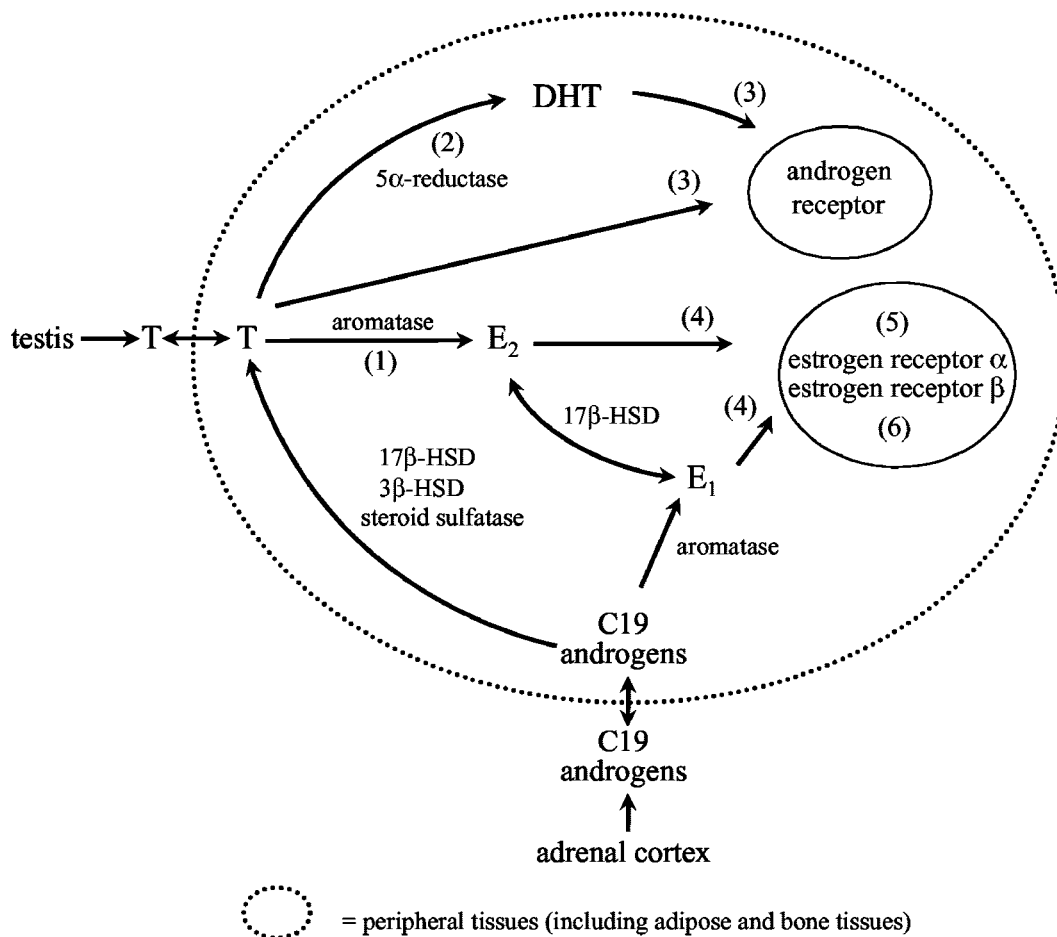 DHT
(3)
(2)
5α-reductase
(3)
androgen
receptor
testis
T
T
aromatase
(1)
E₂
(4)
(5)
estrogen receptor α
estrogen receptor β
(6)
(4)
17β-HSD
E₁
17β-HSD
3β-HSD
steroid sulfatase
aromatase
C19
androgens
C19
androgens
adrenal cortex
= peripheral tissues (including adipose and bone tissues)